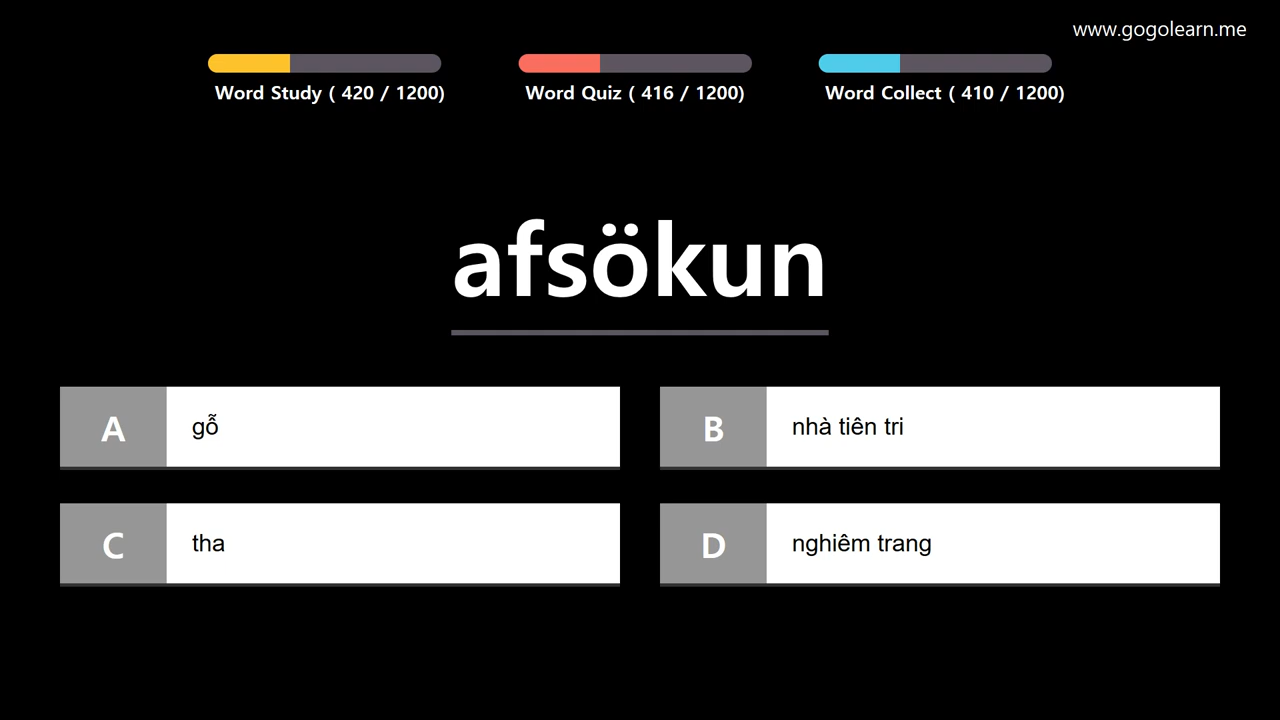 www.gogolearn.me
Word Study ( 420 / 1200)
Word Quiz ( 416 / 1200)
Word Collect ( 410 / 1200)
afsökun
A
gỗ
B
nhà tiên tri
C
tha
D
nghiêm trang